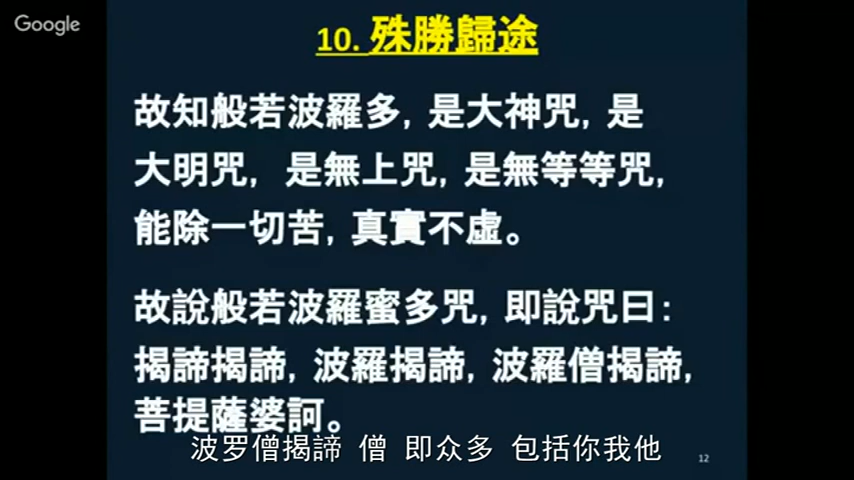 Google
10. 殊勝歸途
故知般若波羅多, 是大神咒, 是
大明咒, 是無上咒, 是無等等咒,
能除一切苦, 真實不虛。
故說般若波羅蜜多咒, 即說咒曰:
揭諦揭諦, 波羅揭諦, 波羅僧揭諦,
菩提薩婆訶。
波罗僧揭諦 僧 即众多 包括你我他
12